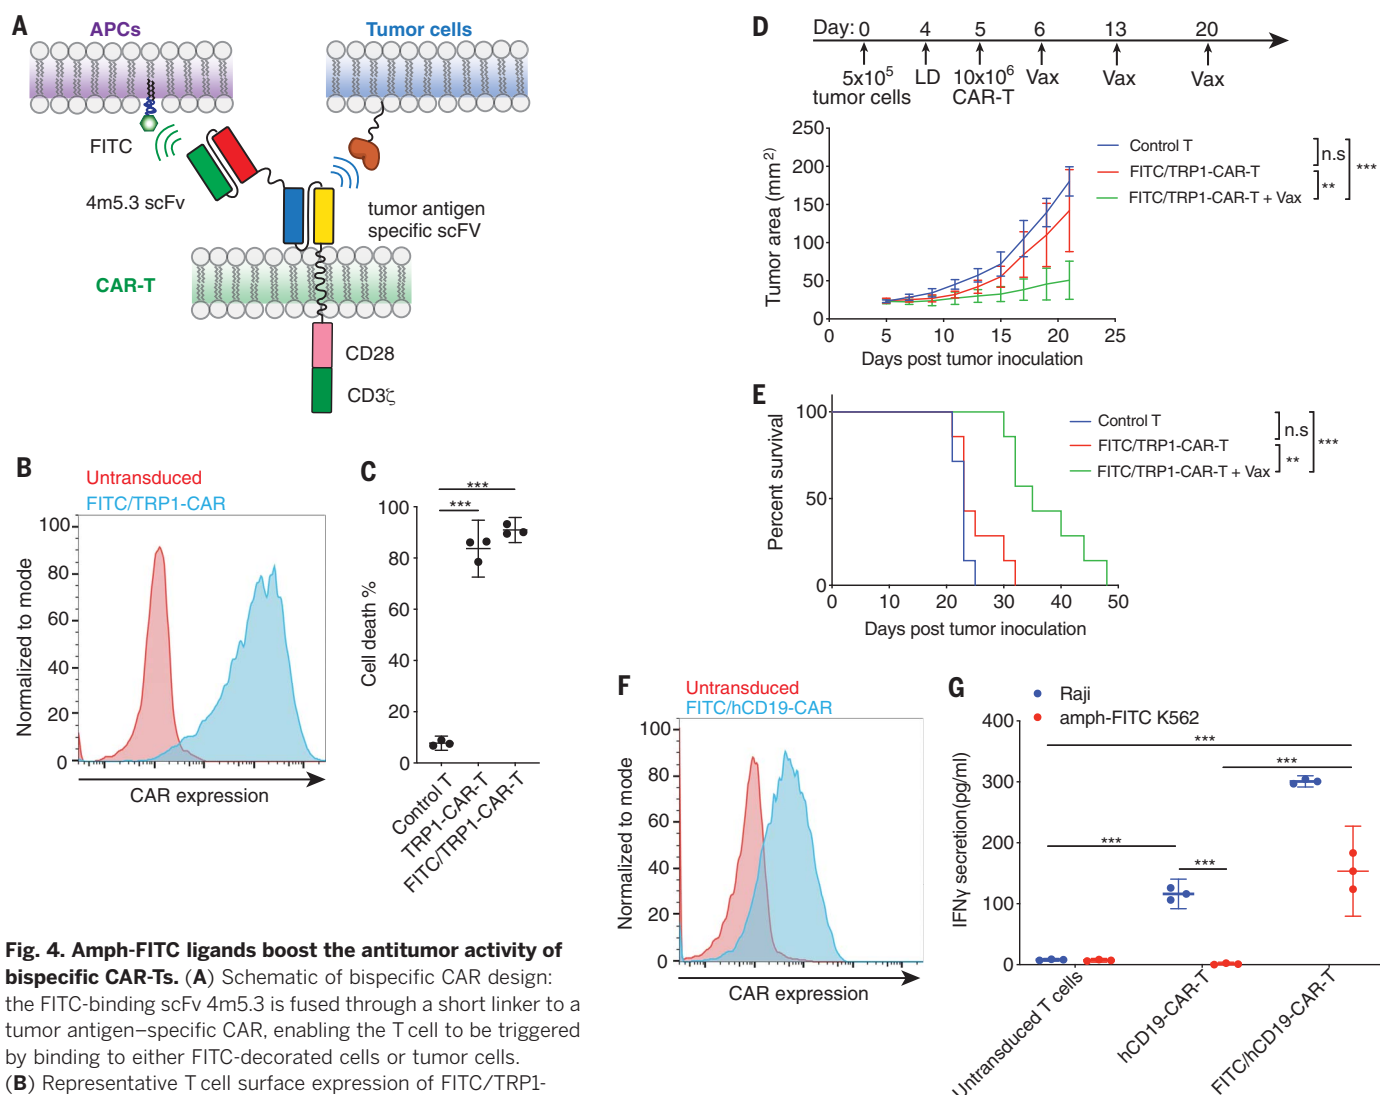 A
APCs
Tumor cells
FITC
4m5.3 scFv
tumor antigen
specific scFV
CAR-T
CD28
CD3ζ
B
Untransduced
FITC/TRP1-CAR
Normalized to mode
100
80
60
40
20
0
CAR expression
C
***
***
Cell death %
100
80
60
40
20
0
Control T
TRP1-CAR-T
FITC/TRP1-CAR-T
D
Day: 0 4 5 6 13 20
5x10⁵
tumor cells
LD
10x10⁶
CAR-T
Vax
Vax
Vax
Tumor area (mm²)
250
200
150
100
50
0
0 5 10 15 20 25
Days post tumor inoculation
Control T
FITC/TRP1-CAR-T
FITC/TRP1-CAR-T + Vax
n.s
**
***
E
Percent survival
100
50
0
0 10 20 30 40 50
Days post tumor inoculation
Control T
FITC/TRP1-CAR-T
FITC/TRP1-CAR-T + Vax
n.s
**
***
F
Untransduced
FITC/hCD19-CAR
Normalized to mode
100
80
60
40
20
0
CAR expression
G
Raji
amph-FITC K562
IFNγ secretion(pg/ml)
400
300
200
100
0
***
***
***
***
Untransduced T cells
hCD19-CAR-T
FITC/hCD19-CAR-T
Fig. 4. Amph-FITC ligands boost the antitumor activity of
bispecific CAR-Ts. (A) Schematic of bispecific CAR design:
the FITC-binding scFv 4m5.3 is fused through a short linker to a
tumor antigen–specific CAR, enabling the T cell to be triggered
by binding to either FITC-decorated cells or tumor cells.
(B) Representative T cell surface expression of FITC/TRP1-